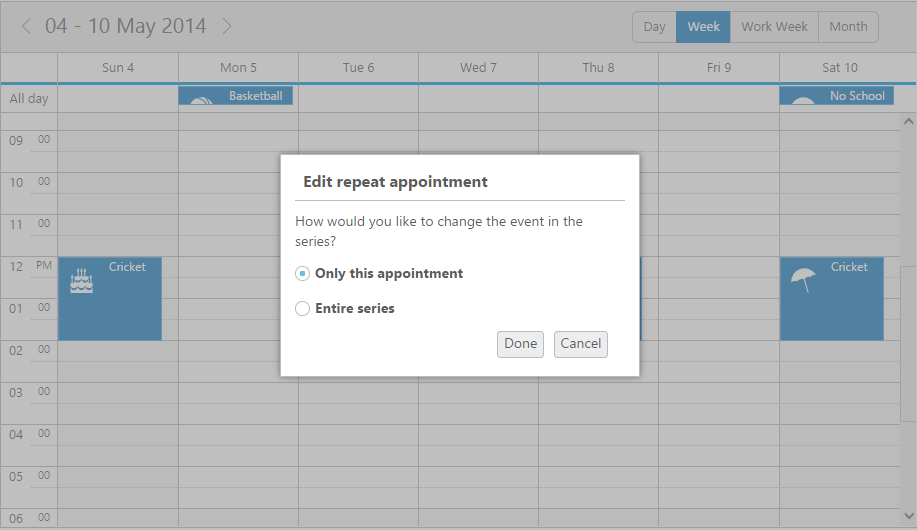 04 - 10 May 2014
Day Week Work Week Month
Sun 4 Mon 5 Tue 6 Wed 7 Thu 8 Fri 9 Sat 10
All day Basketball No School
09 00
10 00
11 00
12 PM Cricket Cricket
01 00
02 00
03 00
04 00
05 00
06 00
Edit repeat appointment
How would you like to change the event in the
series?
Only this appointment
Entire series
Done Cancel